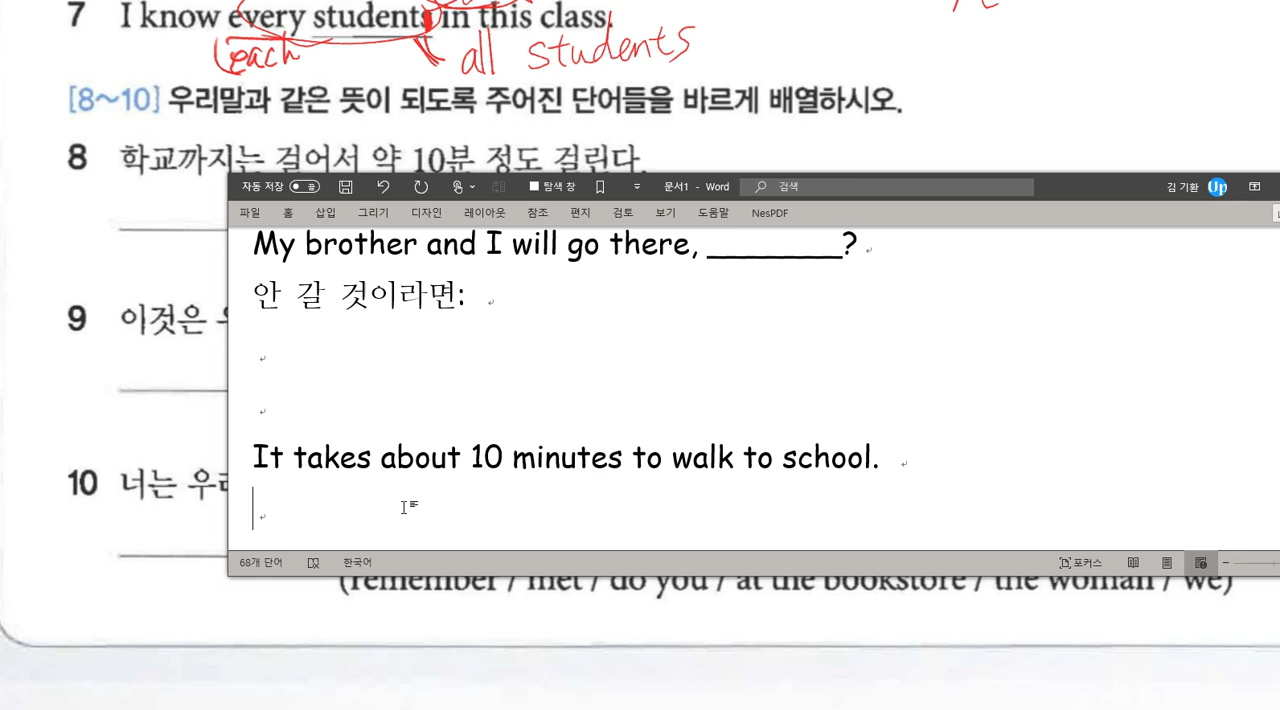 7 I know every students in this class.
each all students
[8~10] 우리말과 같은 뜻이 되도록 주어진 단어들을 바르게 배열하시오.
8 학교까지는 걸어서 약 10분 정도 걸린다.
자동 저장 끔 탐색 창 문서1 - Word 검색 김 기환 Up
파일 홈 삽입 그리기 디자인 레이아웃 참조 편지 검토 보기 도움말 NesPDF
My brother and I will go there, ________?
안 갈 것이라면:
9 이것은
It takes about 10 minutes to walk to school.
10 너는
68개 단어 한국어 포커스
(remember / met / do you / at the bookstore / the woman / we)